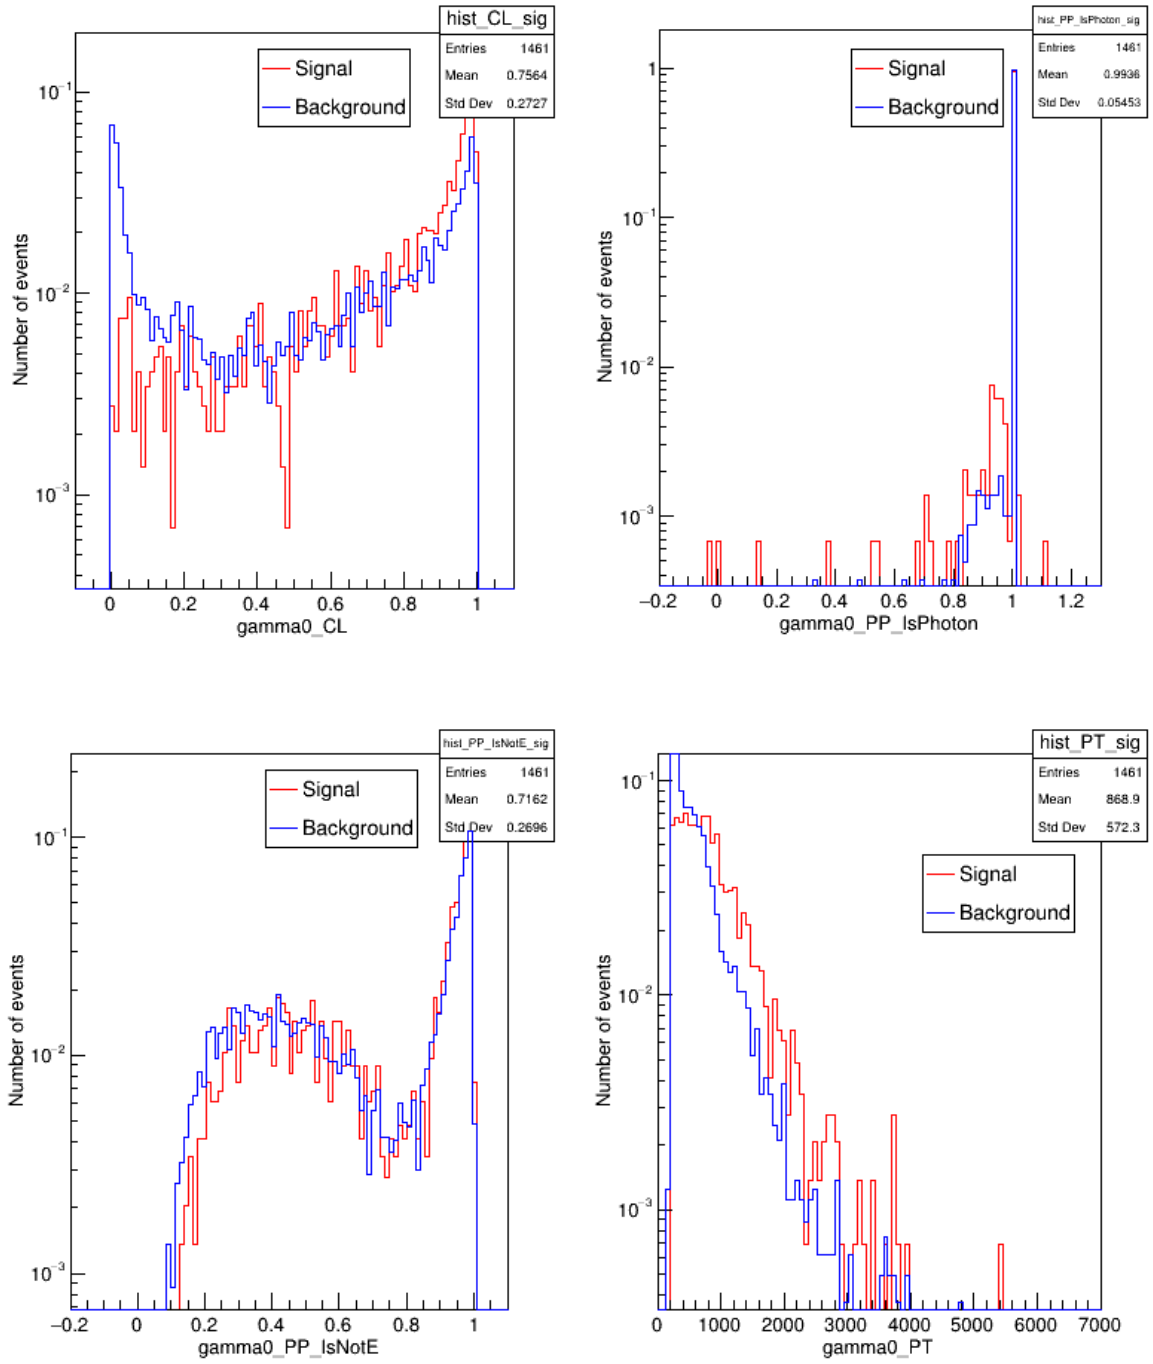 hist_CL_sig
Entries 1461
Mean 0.7564
Std Dev 0.2727
Signal
Background
10⁻¹
10⁻²
10⁻³
Number of events
0 0.2 0.4 0.6 0.8 1
gamma0_CL
hist_PP_IsPhoton_sig
Entries 1461
Mean 0.9936
Std Dev 0.05453
Signal
Background
1
10⁻¹
10⁻²
10⁻³
Number of events
−0.2 0 0.2 0.4 0.6 0.8 1 1.2
gamma0_PP_IsPhoton
hist_PP_IsNotE_sig
Entries 1461
Mean 0.7162
Std Dev 0.2696
Signal
Background
10⁻¹
10⁻²
10⁻³
Number of events
−0.2 0 0.2 0.4 0.6 0.8 1
gamma0_PP_IsNotE
hist_PT_sig
Entries 1461
Mean 868.9
Std Dev 572.3
Signal
Background
10⁻¹
10⁻²
10⁻³
Number of events
0 1000 2000 3000 4000 5000 6000 7000
gamma0_PT